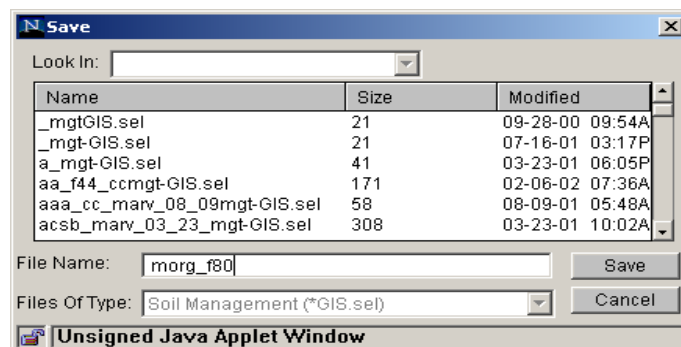 N Save
Look In:
Name Size Modified
_mgtGIS.sel 21 09-28-00 09:54A
_mgt-GIS.sel 21 07-16-01 03:17P
a_mgt-GIS.sel 41 03-23-01 06:05P
aa_f44_ccmgt-GIS.sel 171 02-06-02 07:36A
aaa_cc_marv_08_09mgt-GIS.sel 58 08-09-01 05:48A
acsb_marv_03_23_mgt-GIS.sel 308 03-23-01 10:02A
File Name: morg_f80 Save
Files Of Type: Soil Management (*GIS.sel) Cancel
Unsigned Java Applet Window